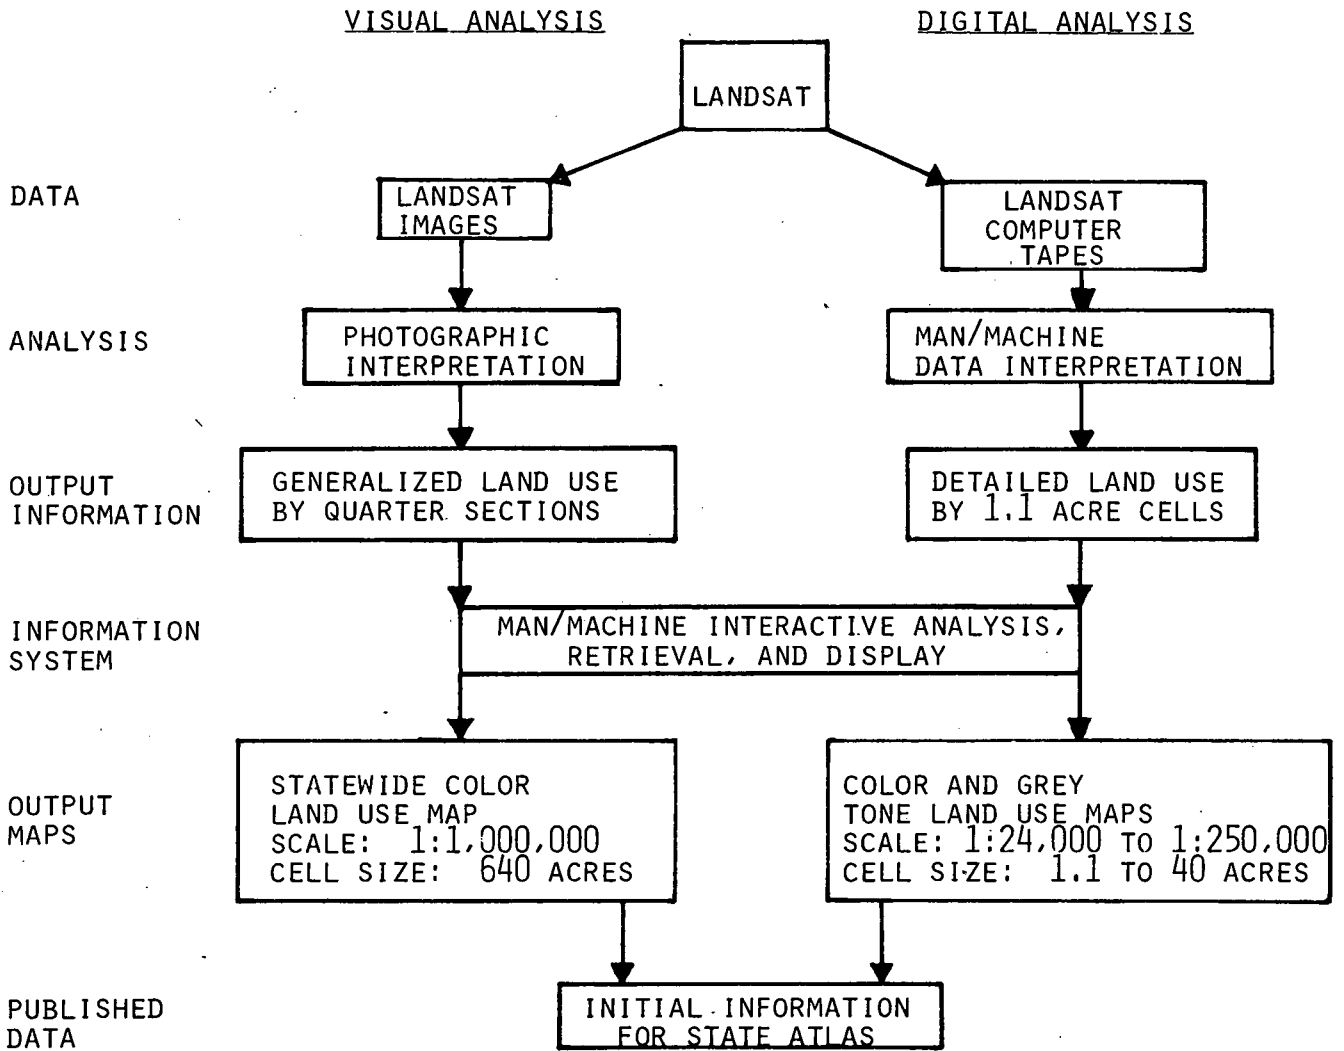 VISUAL ANALYSIS
DIGITAL ANALYSIS
LANDSAT
DATA
LANDSAT
IMAGES
LANDSAT
COMPUTER
TAPES
ANALYSIS
PHOTOGRAPHIC
INTERPRETATION
MAN/MACHINE
DATA INTERPRETATION
OUTPUT
INFORMATION
GENERALIZED LAND USE
BY QUARTER SECTIONS
DETAILED LAND USE
BY 1.1 ACRE CELLS
INFORMATION
SYSTEM
MAN/MACHINE INTERACTIVE ANALYSIS,
RETRIEVAL, AND DISPLAY
OUTPUT
MAPS
STATEWIDE COLOR
LAND USE MAP
SCALE: 1:1,000,000
CELL SIZE: 640 ACRES
COLOR AND GREY
TONE LAND USE MAPS
SCALE: 1:24,000 TO 1:250,000
CELL SIZE: 1.1 TO 40 ACRES
PUBLISHED
DATA
INITIAL INFORMATION
FOR STATE ATLAS